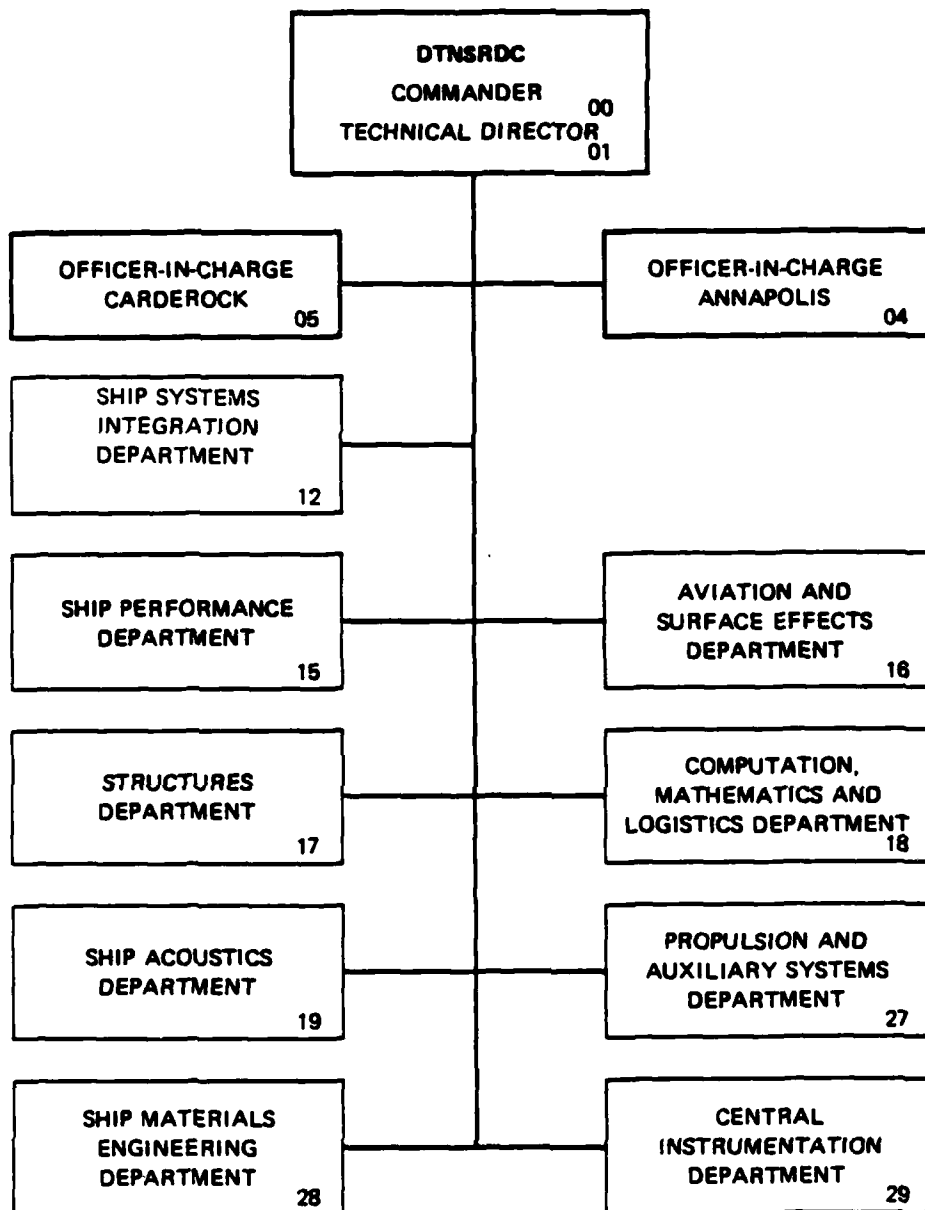 DTNSRDC
COMMANDER
00
TECHNICAL DIRECTOR
01
OFFICER-IN-CHARGE
CARDEROCK
05
OFFICER-IN-CHARGE
ANNAPOLIS
04
SHIP SYSTEMS
INTEGRATION
DEPARTMENT
12
SHIP PERFORMANCE
DEPARTMENT
15
AVIATION AND
SURFACE EFFECTS
DEPARTMENT
16
STRUCTURES
DEPARTMENT
17
COMPUTATION,
MATHEMATICS AND
LOGISTICS DEPARTMENT
18
SHIP ACOUSTICS
DEPARTMENT
19
PROPULSION AND
AUXILIARY SYSTEMS
DEPARTMENT
27
SHIP MATERIALS
ENGINEERING
DEPARTMENT
28
CENTRAL
INSTRUMENTATION
DEPARTMENT
29